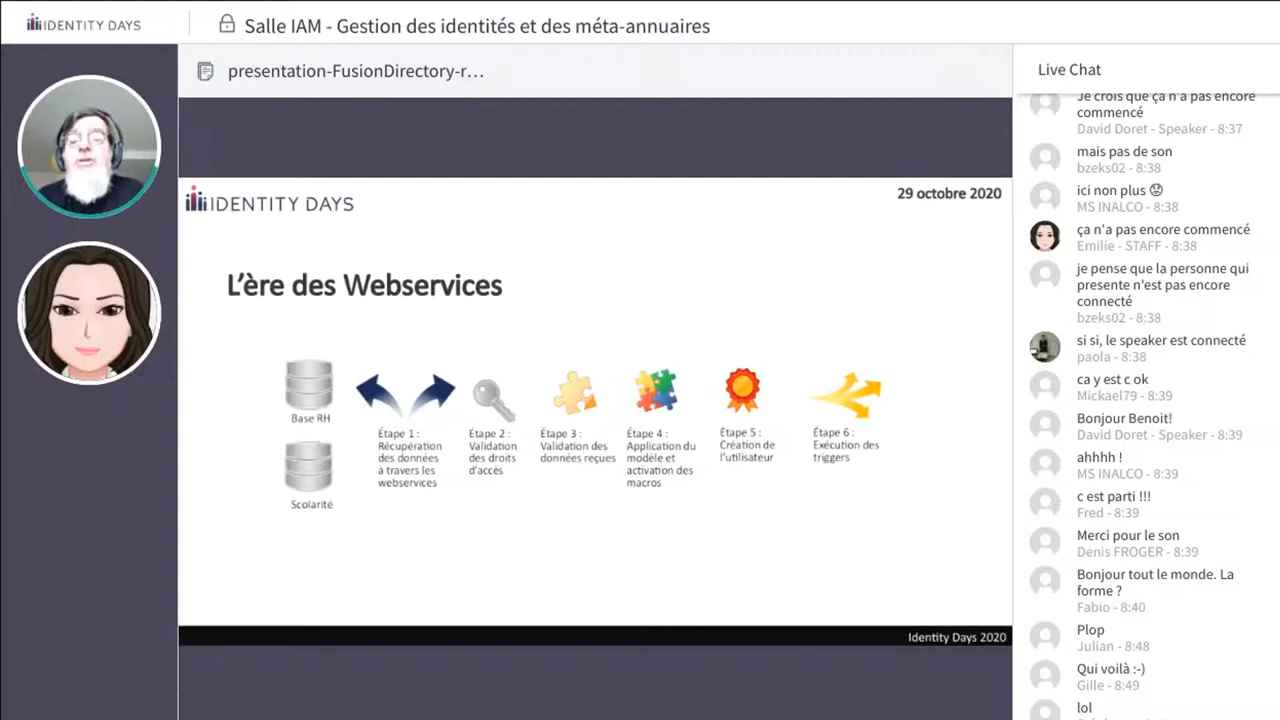 IDENTITY DAYS
Salle IAM - Gestion des identités et des méta-annuaires
presentation-FusionDirectory-r…
IDENTITY DAYS
29 octobre 2020
L'ère des Webservices
Base RH
Scolarité
Étape 1 :
Récupération
des données
à travers les
webservices
Étape 2 :
Validation
des droits
d'accès
Étape 3 :
Validation des
données reçues
Étape 4 :
Application du
modèle et
activation des
macros
Étape 5 :
Création de
l'utilisateur
Étape 6 :
Exécution des
triggers
Identity Days 2020
Live Chat
Je crois que ça n'a pas encore
commencé
David Doret - Speaker - 8:37
mais pas de son
bzeks02 - 8:38
ici non plus 😟
MS INALCO - 8:38
ça n'a pas encore commencé
Emilie - STAFF - 8:38
je pense que la personne qui
presente n'est pas encore
connecté
bzeks02 - 8:38
si si, le speaker est connecté
paola - 8:38
ca y est c ok
Mickael79 - 8:39
Bonjour Benoit!
David Doret - Speaker - 8:39
ahhhh !
MS INALCO - 8:39
c est parti !!!
Fred - 8:39
Merci pour le son
Denis FROGER - 8:39
Bonjour tout le monde. La
forme ?
Fabio - 8:40
Plop
Julian - 8:48
Qui voilà :-)
Gille - 8:49
lol